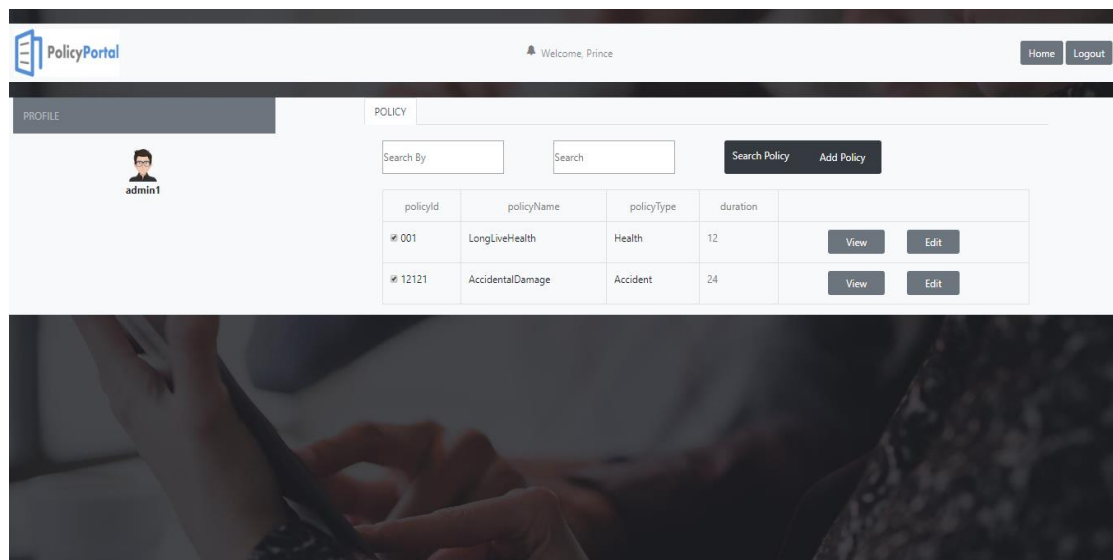 PolicyPortal
Welcome, Prince
Home Logout
PROFILE
admin1
POLICY
Search By Search Search Policy Add Policy
policyId policyName policyType duration
001 LongLiveHealth Health 12 View Edit
12121 AccidentalDamage Accident 24 View Edit